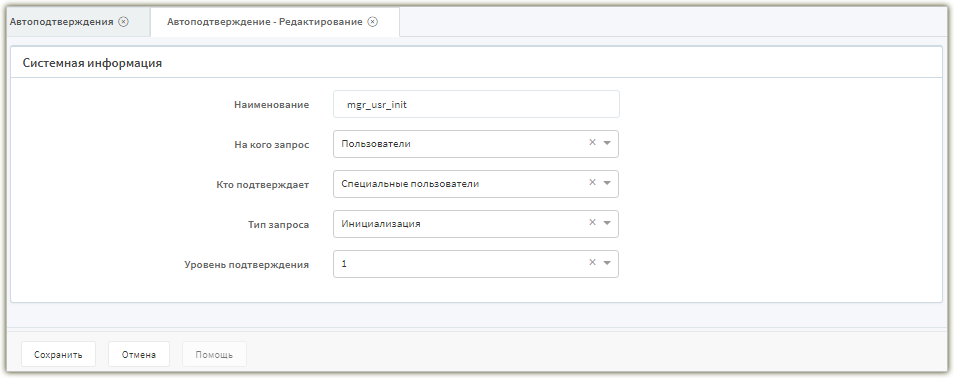 Автоподтверждения
Автоподтверждение - Редактирование
Системная информация
Наименование mgr_usr_init
На кого запрос Пользователи
Кто подтверждает Специальные пользователи
Тип запроса Инициализация
Уровень подтверждения 1
Сохранить Отмена Помощь